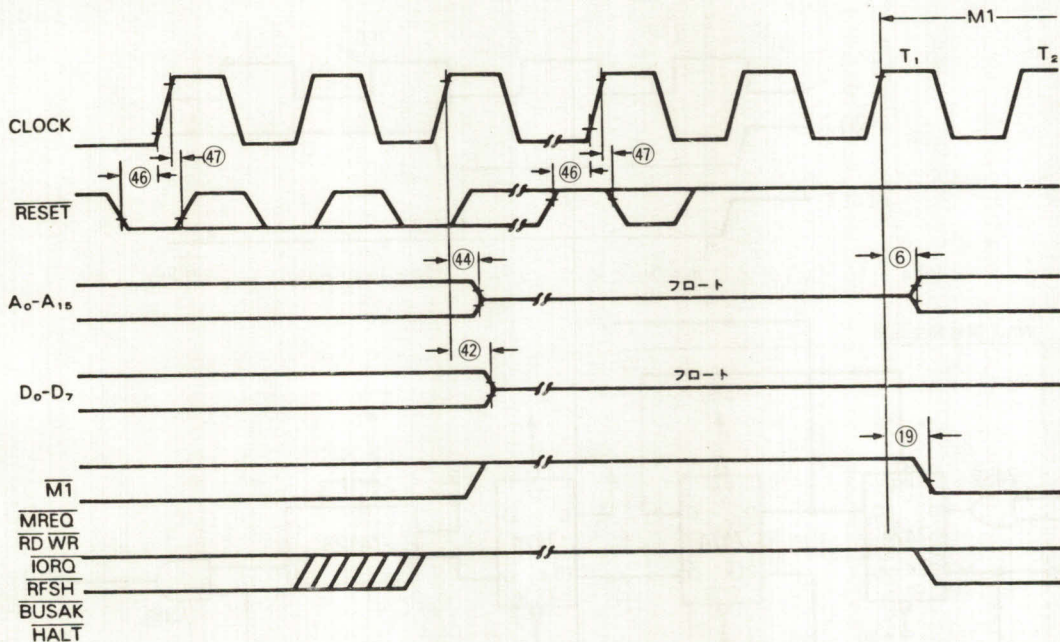 M1
T₁ T₂
CLOCK
㊻ ㊼ ㊻ ㊼
RESET
㊹ ⑥
A₀-A₁₅ フロート
㊷
D₀-D₇ フロート
⑲
M1
MREQ
RD WR
IORQ
RFSH
BUSAK
HALT